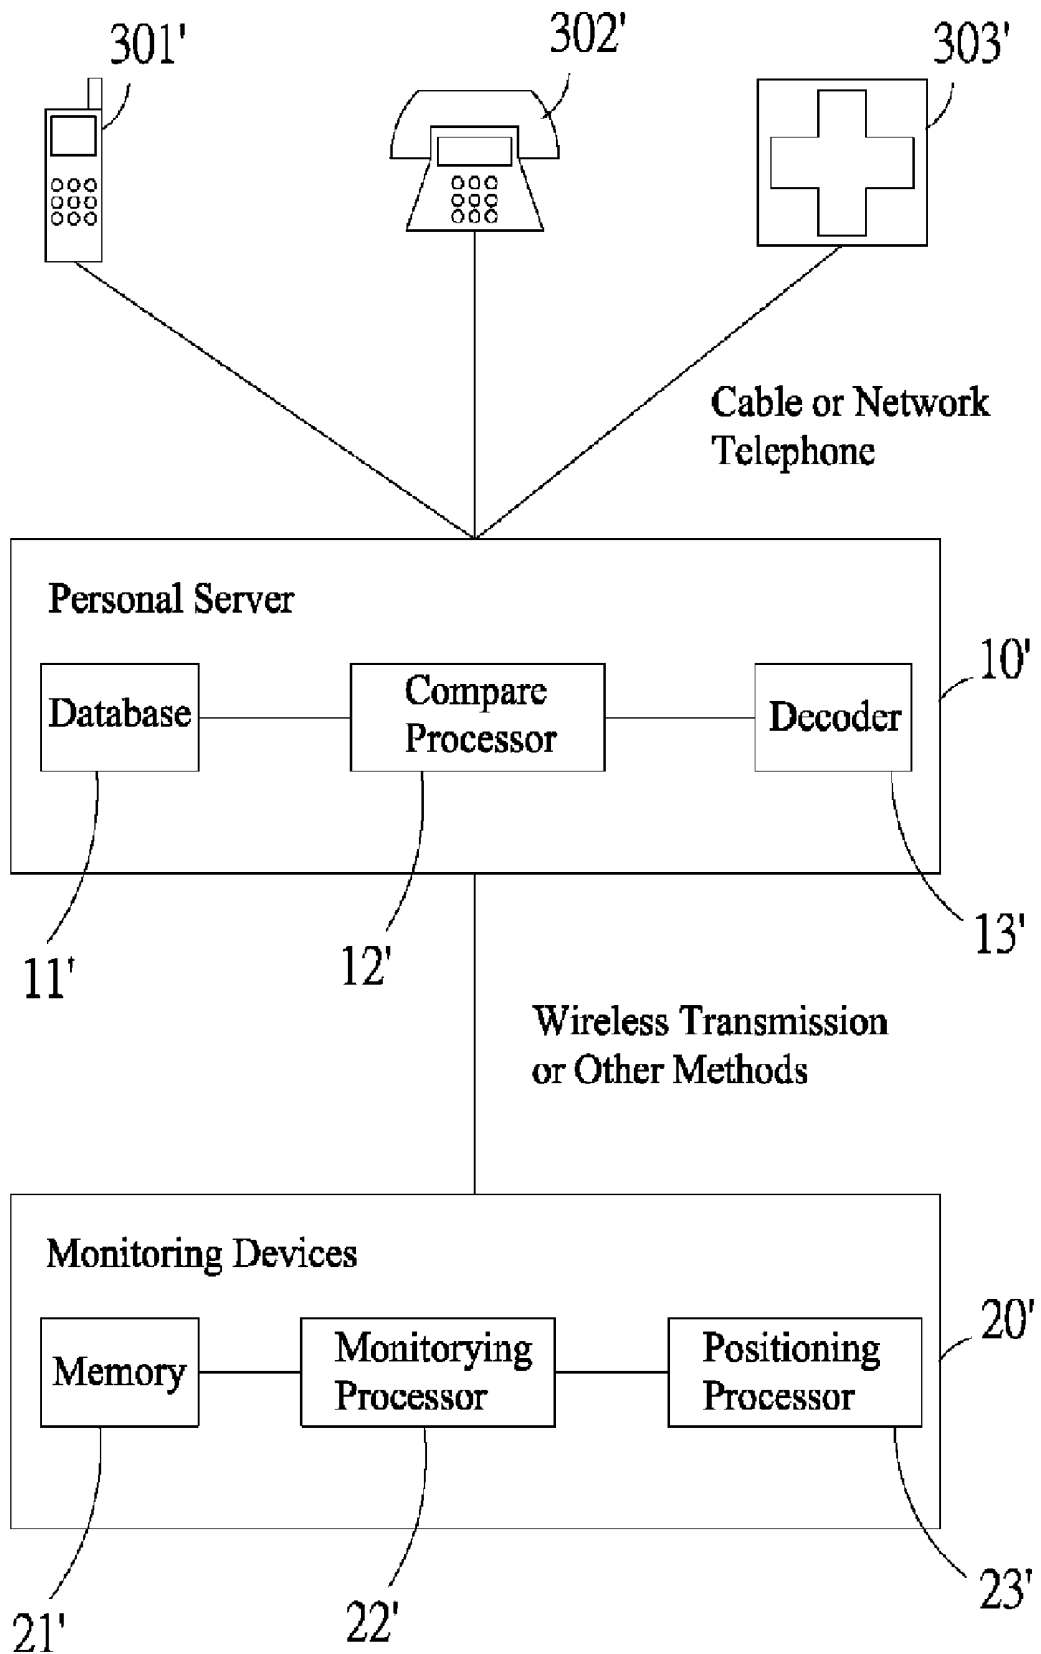 301'
302'
303'
Cable or Network
Telephone
Personal Server
10'
Database
Compare
Processor
Decoder
11'
12'
13'
Wireless Transmission
or Other Methods
Monitoring Devices
20'
Memory
Monitorying
Processor
Positioning
Processor
21'
22'
23'